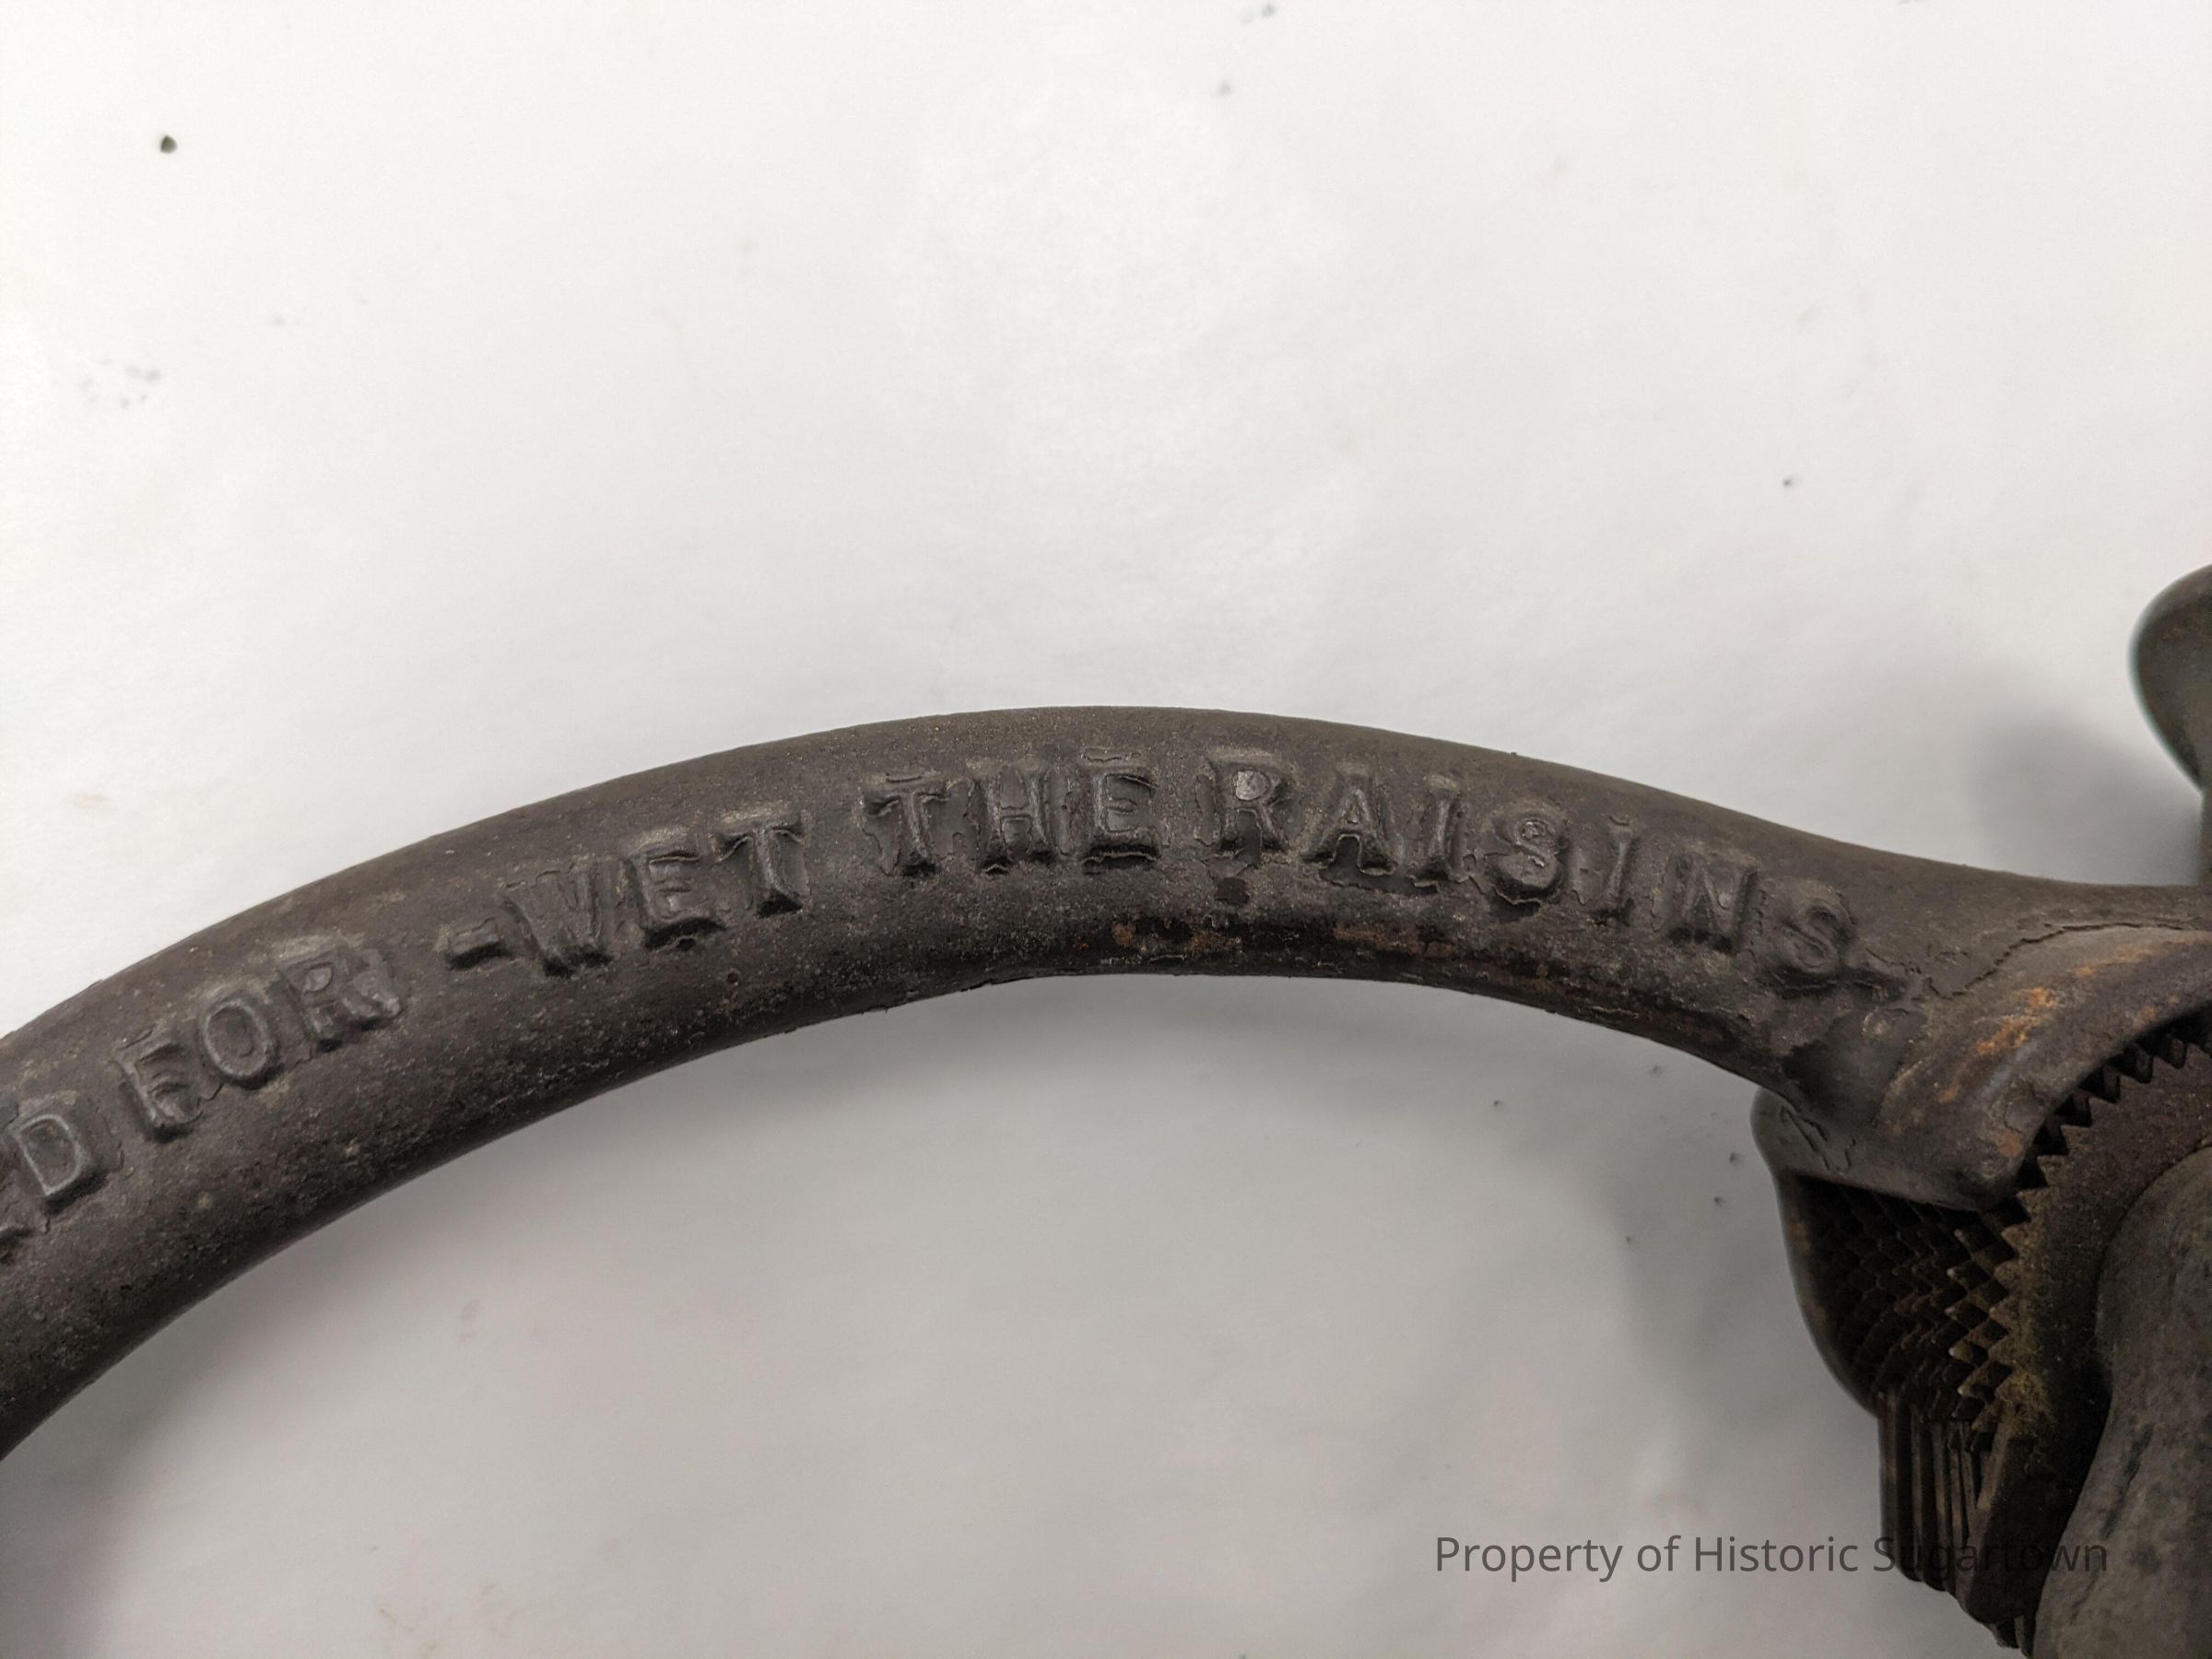 D FOR -WET THE RAISINS.
Property of Historic Sugartown